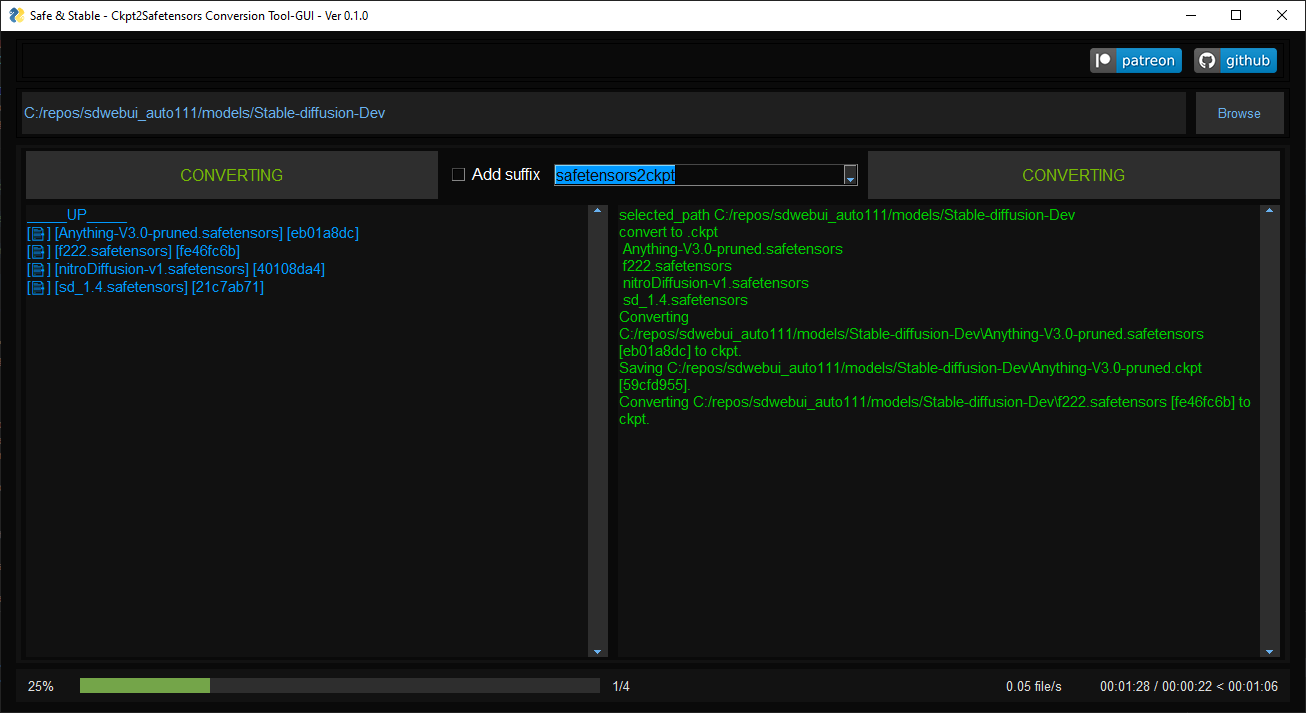 Safe & Stable - Ckpt2Safetensors Conversion Tool-GUI - Ver 0.1.0
patreon github
C:/repos/sdwebui_auto111/models/Stable-diffusion-Dev Browse
CONVERTING Add suffix safetensors2ckpt CONVERTING
_____UP_____
[] [Anything-V3.0-pruned.safetensors] [eb01a8dc]
[] [f222.safetensors] [fe46fc6b]
[] [nitroDiffusion-v1.safetensors] [40108da4]
[] [sd_1.4.safetensors] [21c7ab71]
selected_path C:/repos/sdwebui_auto111/models/Stable-diffusion-Dev
convert to .ckpt
Anything-V3.0-pruned.safetensors
f222.safetensors
nitroDiffusion-v1.safetensors
sd_1.4.safetensors
Converting
C:/repos/sdwebui_auto111/models/Stable-diffusion-Dev\Anything-V3.0-pruned.safetensors
[eb01a8dc] to ckpt.
Saving C:/repos/sdwebui_auto111/models/Stable-diffusion-Dev\Anything-V3.0-pruned.ckpt
[59cfd955].
Converting C:/repos/sdwebui_auto111/models/Stable-diffusion-Dev\f222.safetensors [fe46fc6b] to
ckpt.
25% 1/4 0.05 file/s 00:01:28 / 00:00:22 < 00:01:06